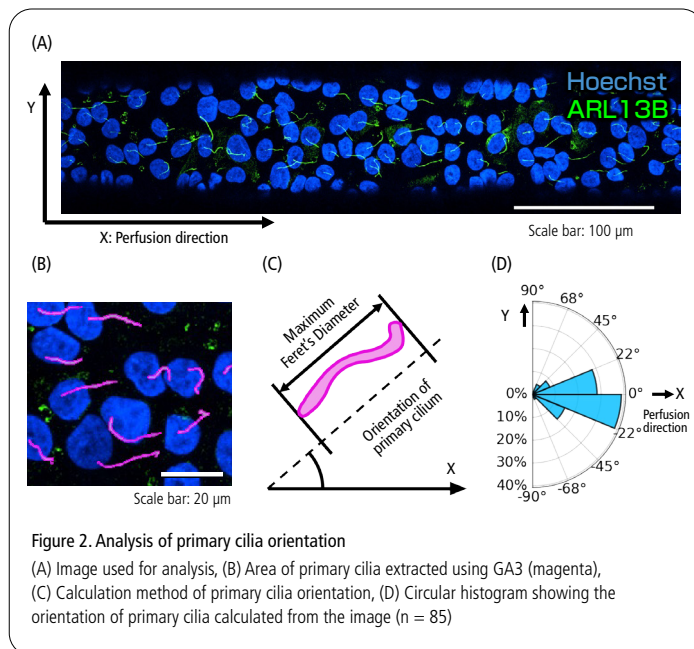 (A)
Y
Hoechst
ARL13B
X: Perfusion direction
Scale bar: 100 µm
(B)
Scale bar: 20 µm
(C)
Maximum
Feret's Diameter
Orientation of
primary cilium
X
(D)
90°
68°
Y
45°
22°
0%
0°
X
Perfusion
direction
10%
-22°
20%
30%
-45°
40%
-68°
-90°
Figure 2. Analysis of primary cilia orientation
(A) Image used for analysis, (B) Area of primary cilia extracted using GA3 (magenta),
(C) Calculation method of primary cilia orientation, (D) Circular histogram showing the
orientation of primary cilia calculated from the image (n = 85)